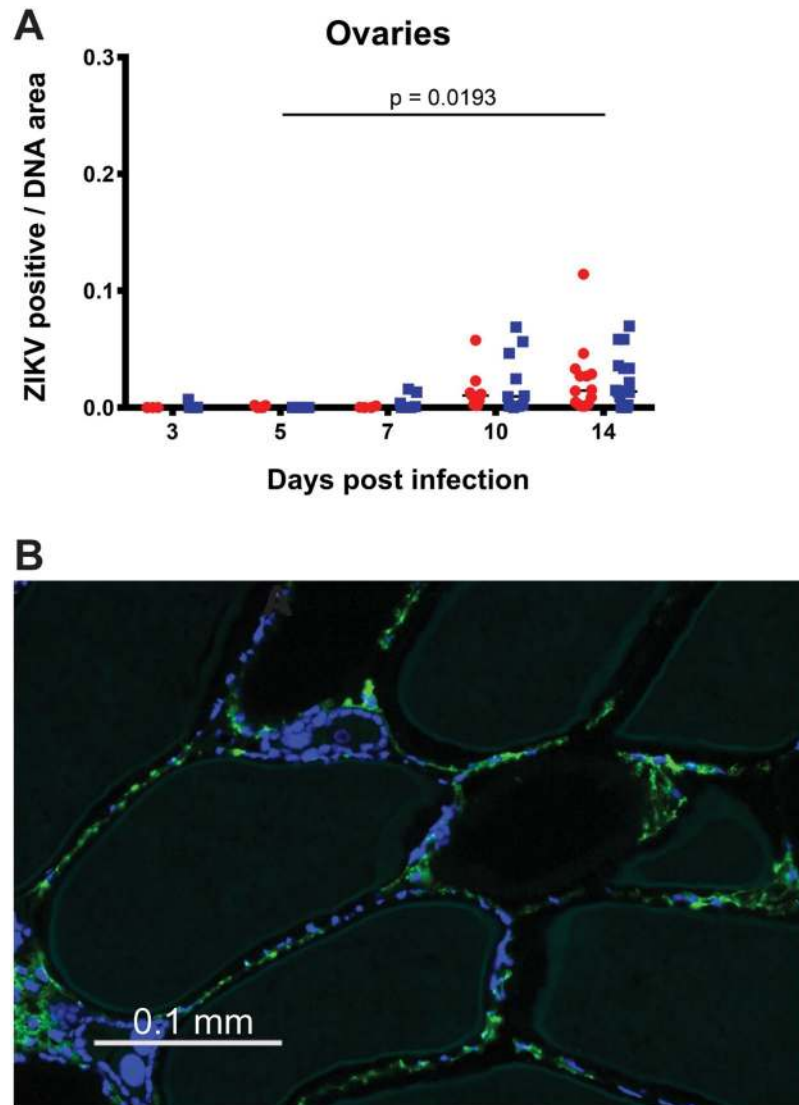 A
Ovaries
0.3
0.2
0.1
0.0
ZIKV positive / DNA area
p = 0.0193
3 5 7 10 14
Days post infection
B
0.1 mm